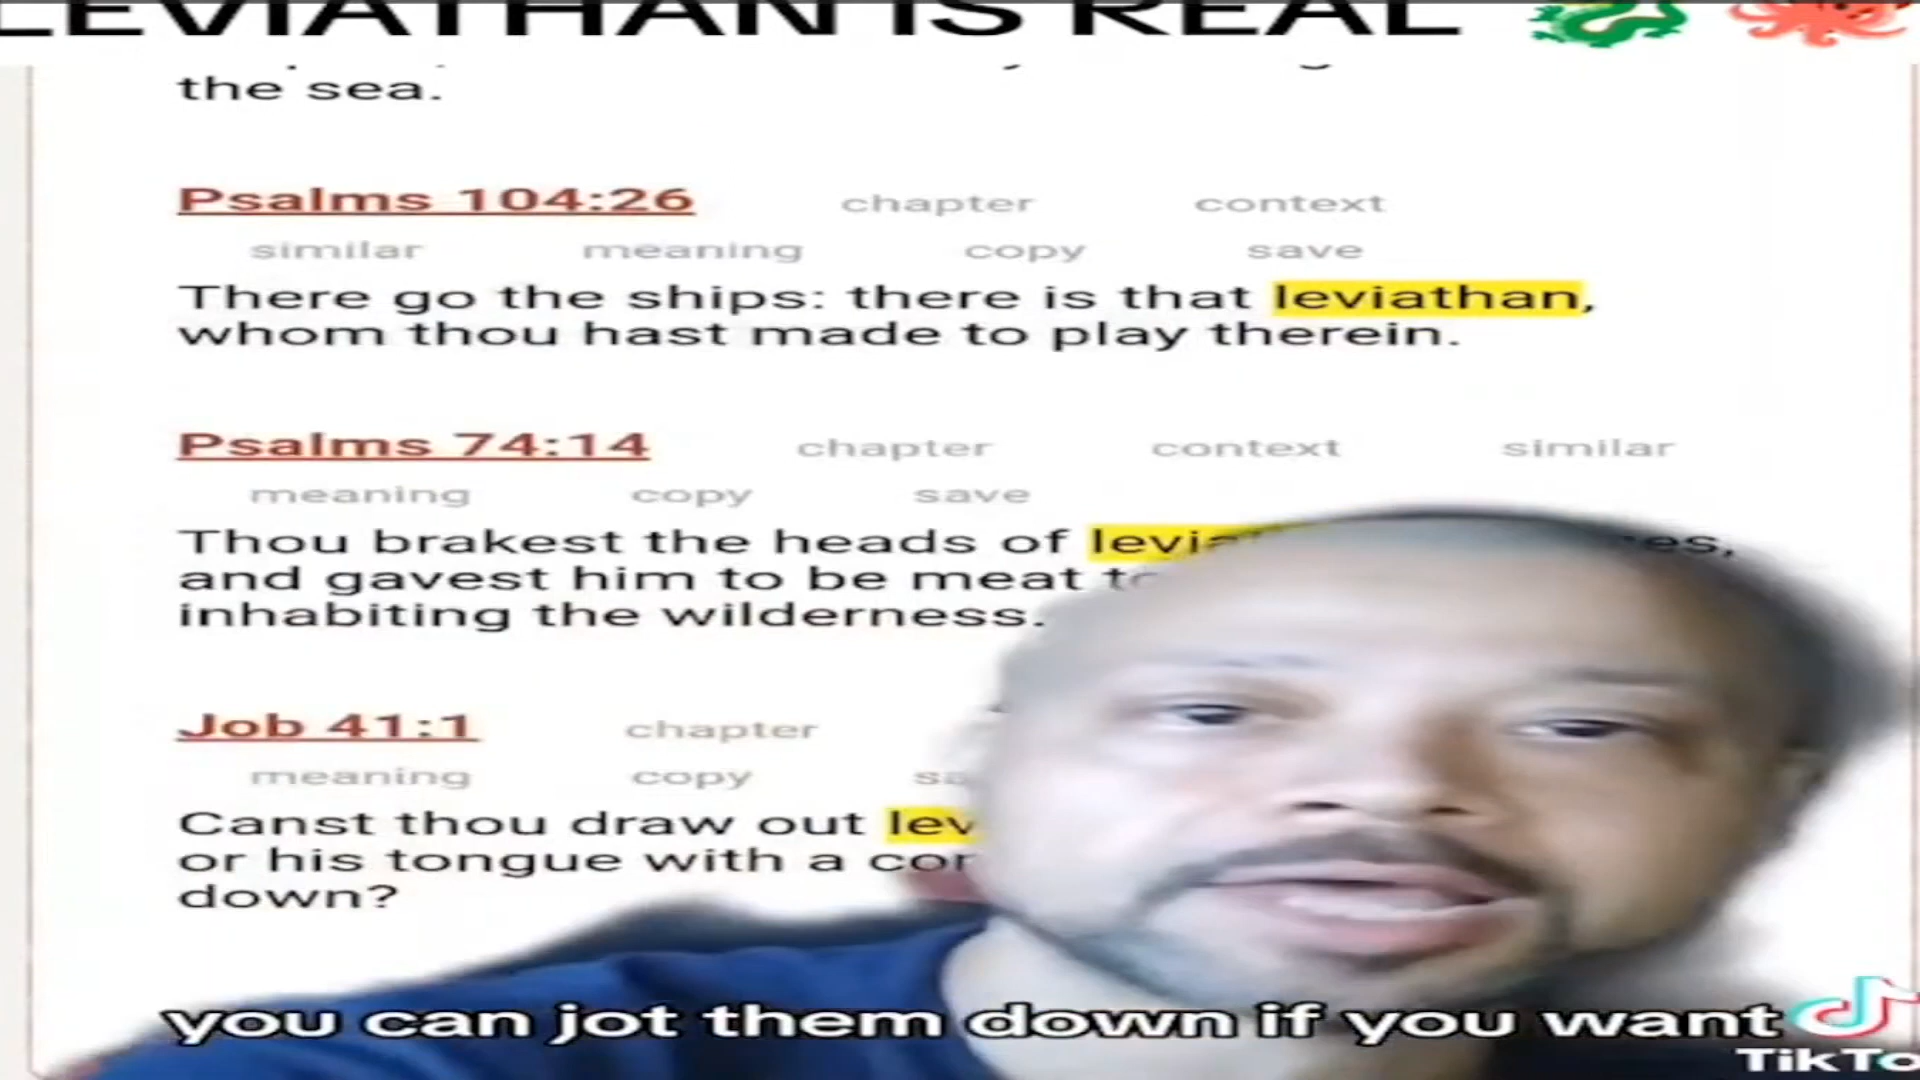 LEVIATHAN IS REAL
the sea.
Psalms 104:26 chapter context
similar meaning copy save
There go the ships: there is that leviathan,
whom thou hast made to play therein.
Psalms 74:14 chapter context similar
meaning copy save
Thou brakest the heads of
and gavest him to be meat
inhabiting the wilderness.
Job 41:1 chapter
meaning copy
Canst thou draw out
or his tongue with a
down?
you can jot them down if you want
TikTo